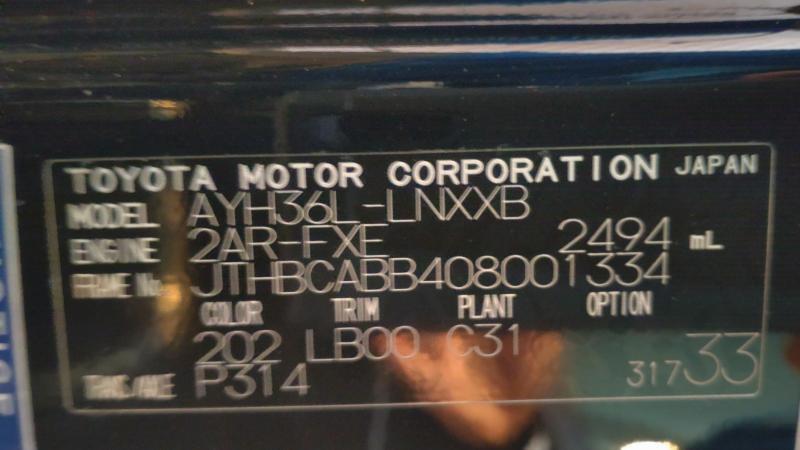 TOYOTA MOTOR CORPORATION JAPAN
MODEL AYH36L-LNXXB
ENGINE 2AR-FXE 2494 mL
FRAME No. JTHBCABB408001334
COLOR TRIM PLANT OPTION
202 LB00 C31
TRANS/AXLE P314 31733